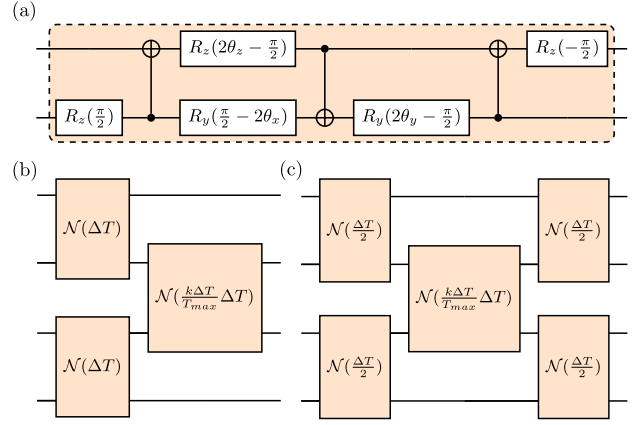 (a)
R_z(2θ_z − π/2) R_z(−π/2)
R_z(π/2) R_y(π/2 − 2θ_x) R_y(2θ_y − π/2)
(b) (c)
N(ΔT) N(ΔT/2) N(ΔT/2)
N(kΔT/T_max ΔT) N(kΔT/T_max ΔT)
N(ΔT) N(ΔT/2) N(ΔT/2)